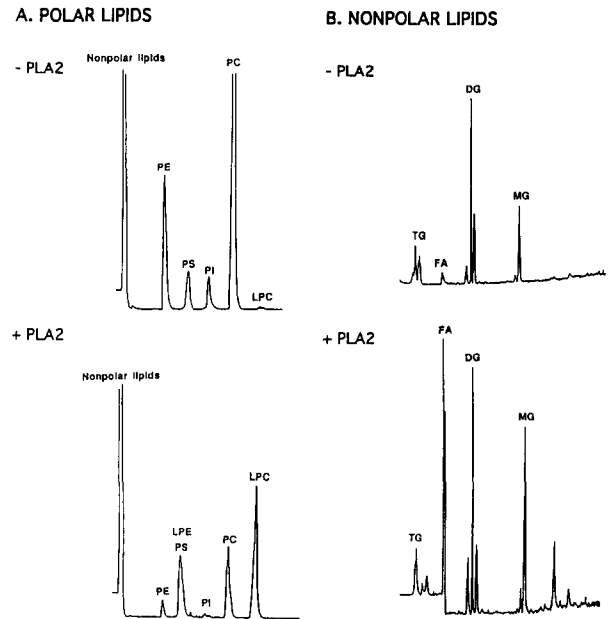 A. POLAR LIPIDS
- PLA2
Nonpolar lipids
PE
PS
PI
PC
LPC
+ PLA2
Nonpolar lipids
PE
LPE
PS
PI
PC
LPC
B. NONPOLAR LIPIDS
- PLA2
TG
FA
DG
MG
+ PLA2
TG
FA
DG
MG